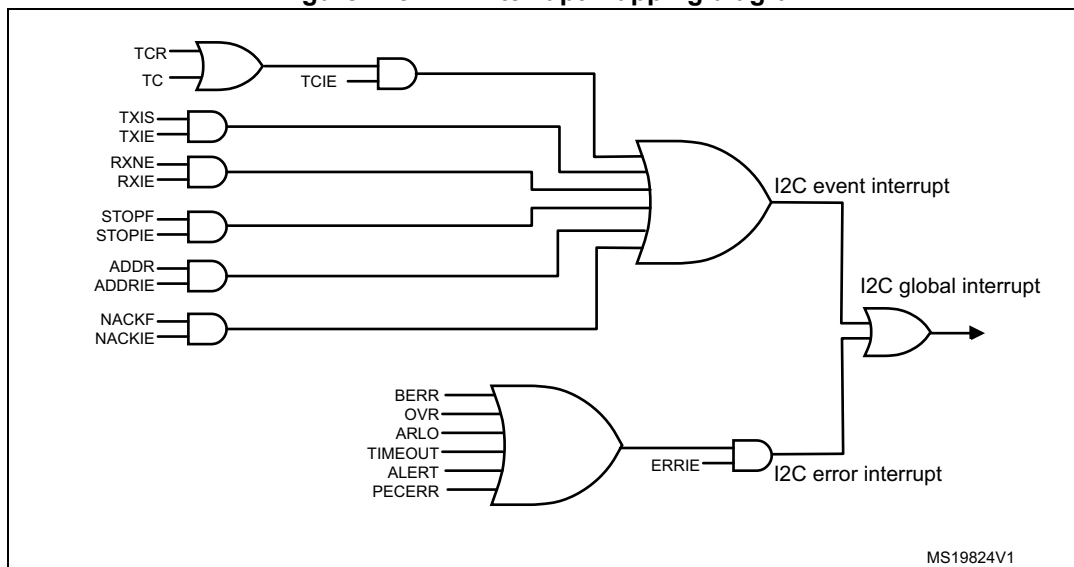 TCR
TC
TCIE
TXIS
TXIE
RXNE
RXIE
STOPF
STOPIE
ADDR
ADDRIE
NACKF
NACKIE
I2C event interrupt
I2C global interrupt
BERR
OVR
ARLO
TIMEOUT
ALERT
PECERR
ERRIE
I2C error interrupt
MS19824V1